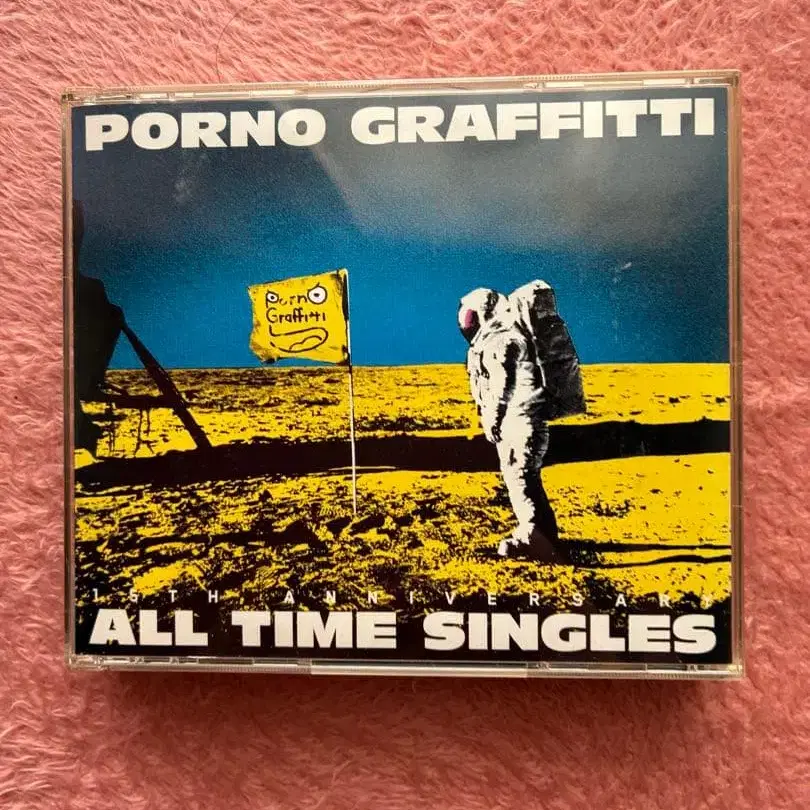 PORNO GRAFFITTI
Porno
Graffitti
15TH ANNIVERSARY
ALL TIME SINGLES